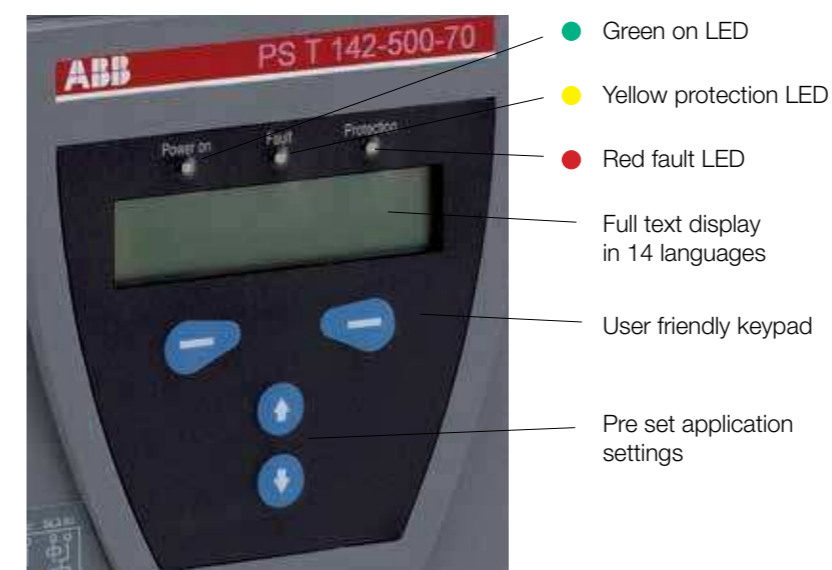 ABB
PS T 142-500-70
Power on
Fault
Protection
Green on LED
Yellow protection LED
Red fault LED
Full text display
in 14 languages
User friendly keypad
Pre set application
settings